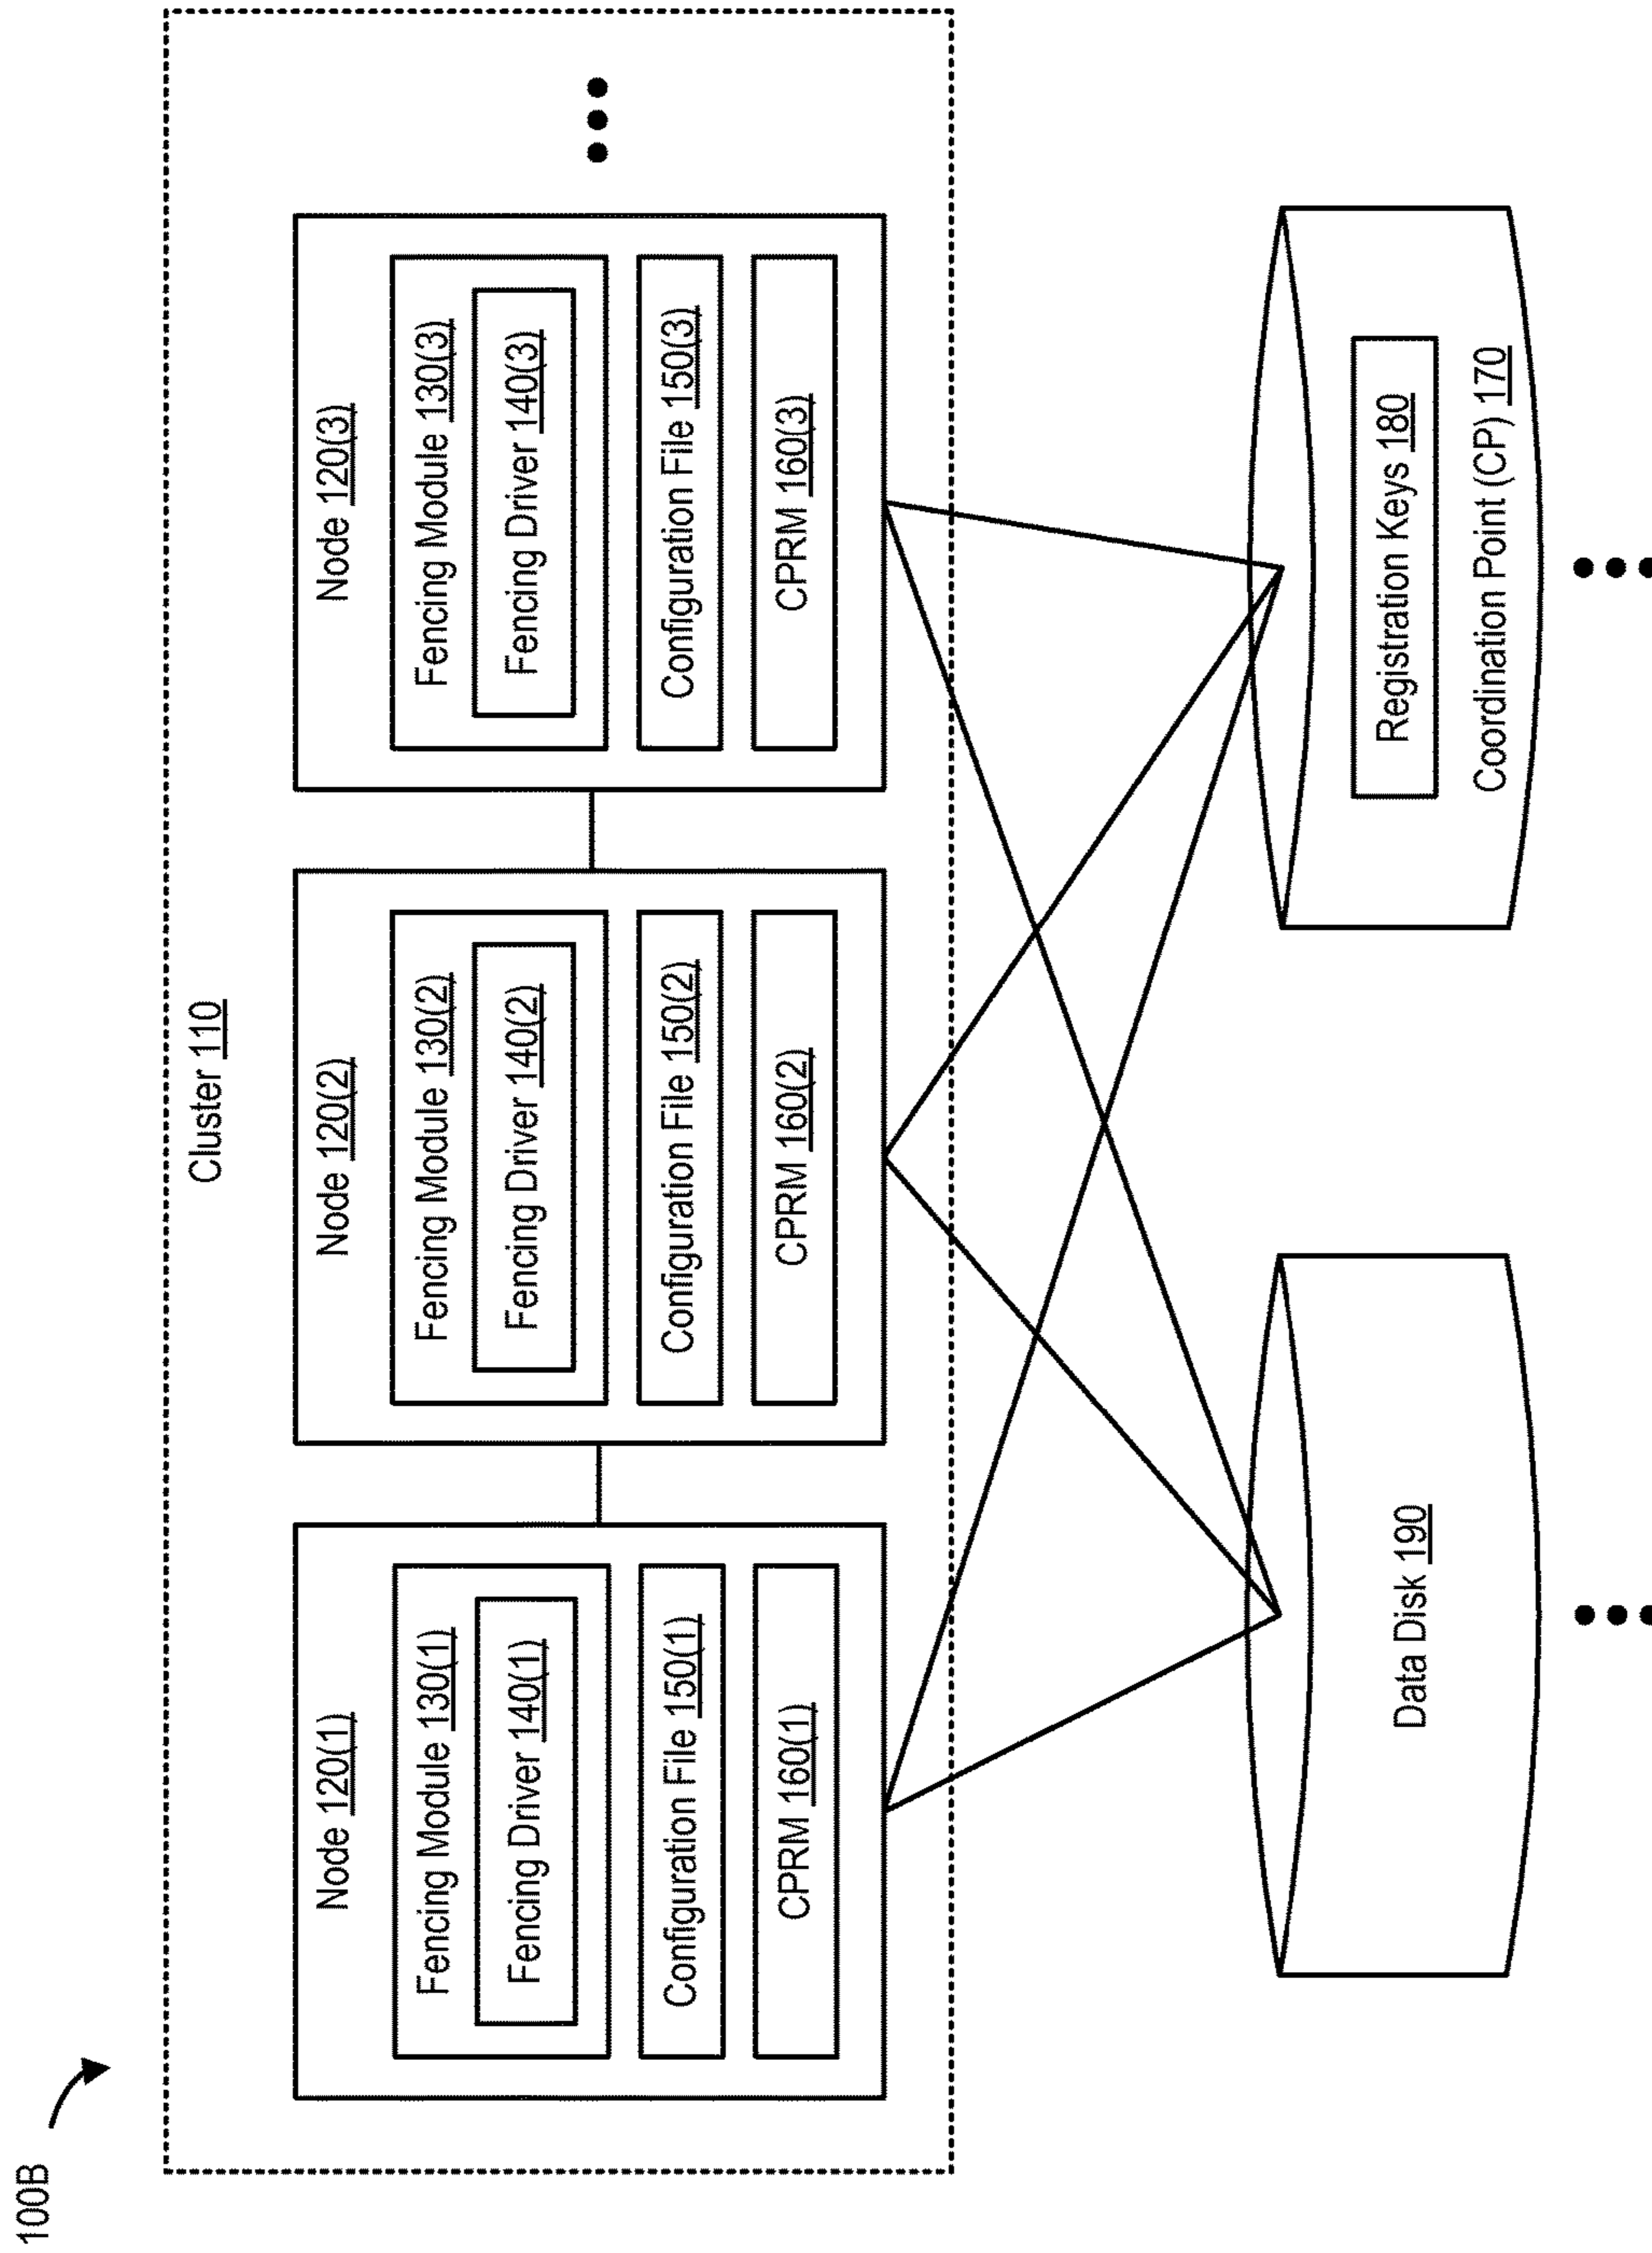 100B
Cluster 110
Node 120(1)
Fencing Module 130(1)
Fencing Driver 140(1)
Configuration File 150(1)
CPRM 160(1)
Node 120(2)
Fencing Module 130(2)
Fencing Driver 140(2)
Configuration File 150(2)
CPRM 160(2)
Node 120(3)
Fencing Module 130(3)
Fencing Driver 140(3)
Configuration File 150(3)
CPRM 160(3)
Data Disk 190
Registration Keys 180
Coordination Point (CP) 170